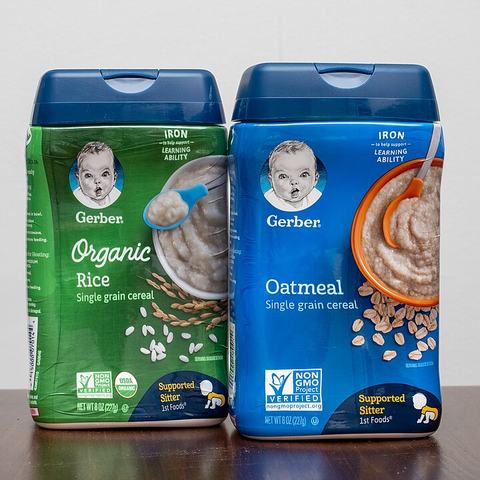 IRON
to help support
LEARNING
ABILITY
Gerber®
Organic
Rice
Single grain cereal
NON
GMO
Project
VERIFIED
USDA
ORGANIC
Supported
Sitter
1st Foods®
NET WT 8 OZ (227g)
IRON
to help support
LEARNING
ABILITY
Gerber®
Oatmeal
Single grain cereal
NON
GMO
Project
VERIFIED
nongmoproject.org
Supported
Sitter
1st Foods®
NET WT 8 OZ (227g)